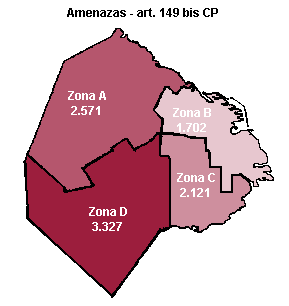 Amenazas - art. 149 bis CP
Zona A
2.571
Zona B
1.702
Zona C
2.121
Zona D
3.327